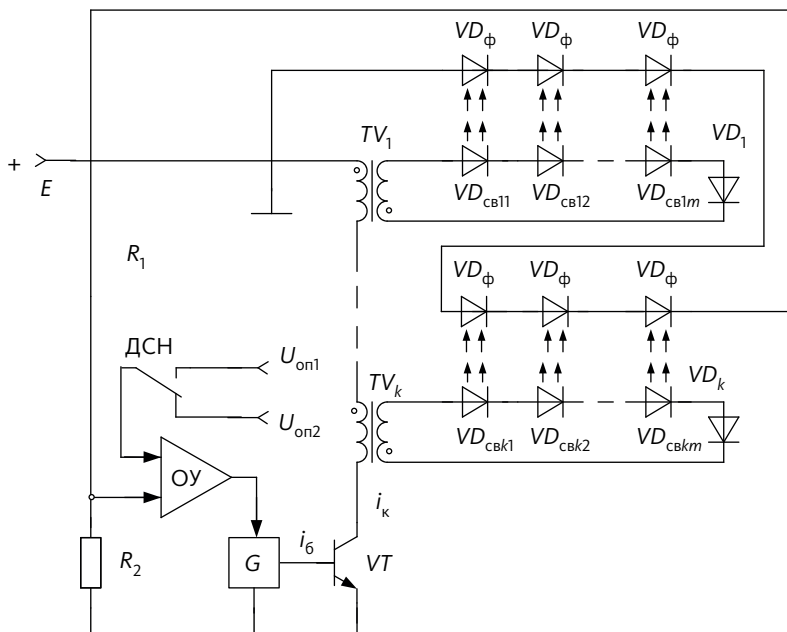 VDф VDф VDф
TV1 VD1
+ E
VDсв11 VDсв12 VDсв1m
R1
VDф VDф VDф
ДСН Uоп1
TVk VDk
Uоп2
VDсвk1 VDсвk2 VDсвkm
ОУ
iк
iб
R2 G VT